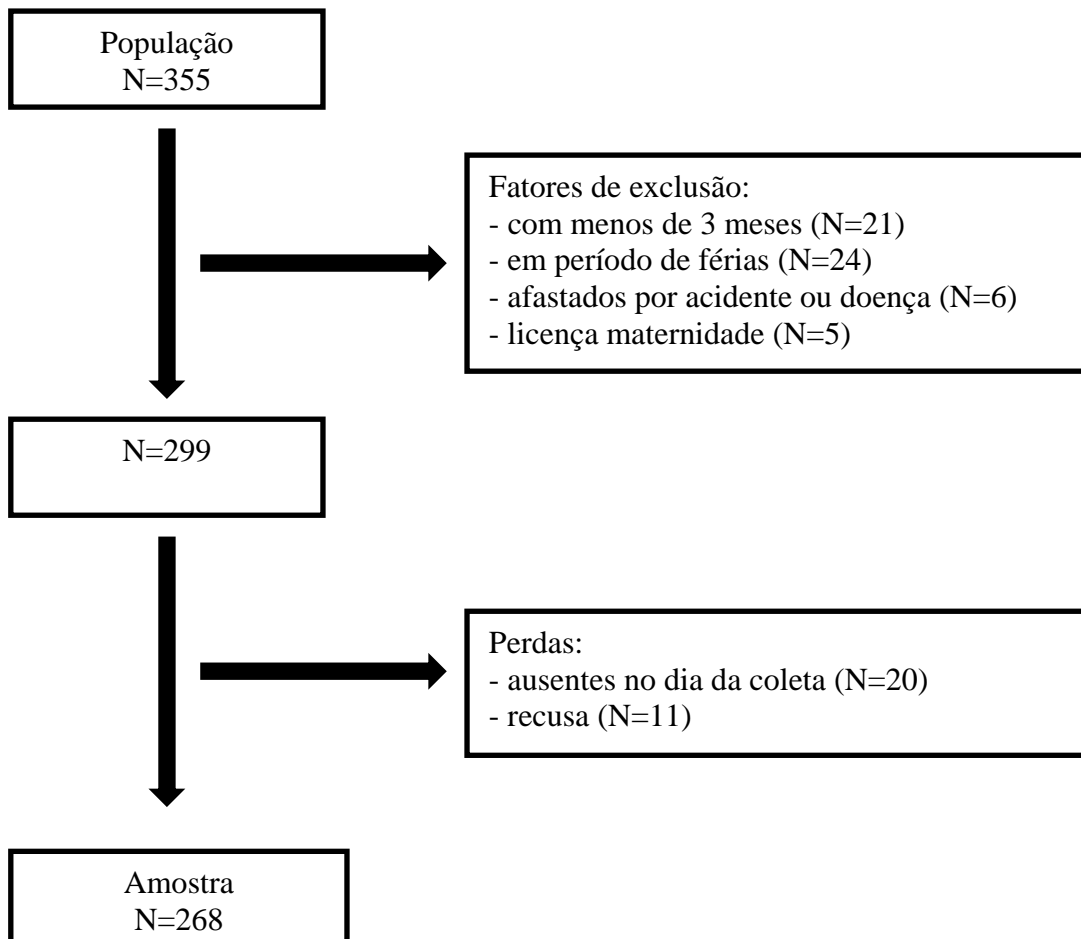 População
N=355
Fatores de exclusão:
- com menos de 3 meses (N=21)
- em período de férias (N=24)
- afastados por acidente ou doença (N=6)
- licença maternidade (N=5)
N=299
Perdas:
- ausentes no dia da coleta (N=20)
- recusa (N=11)
Amostra
N=268